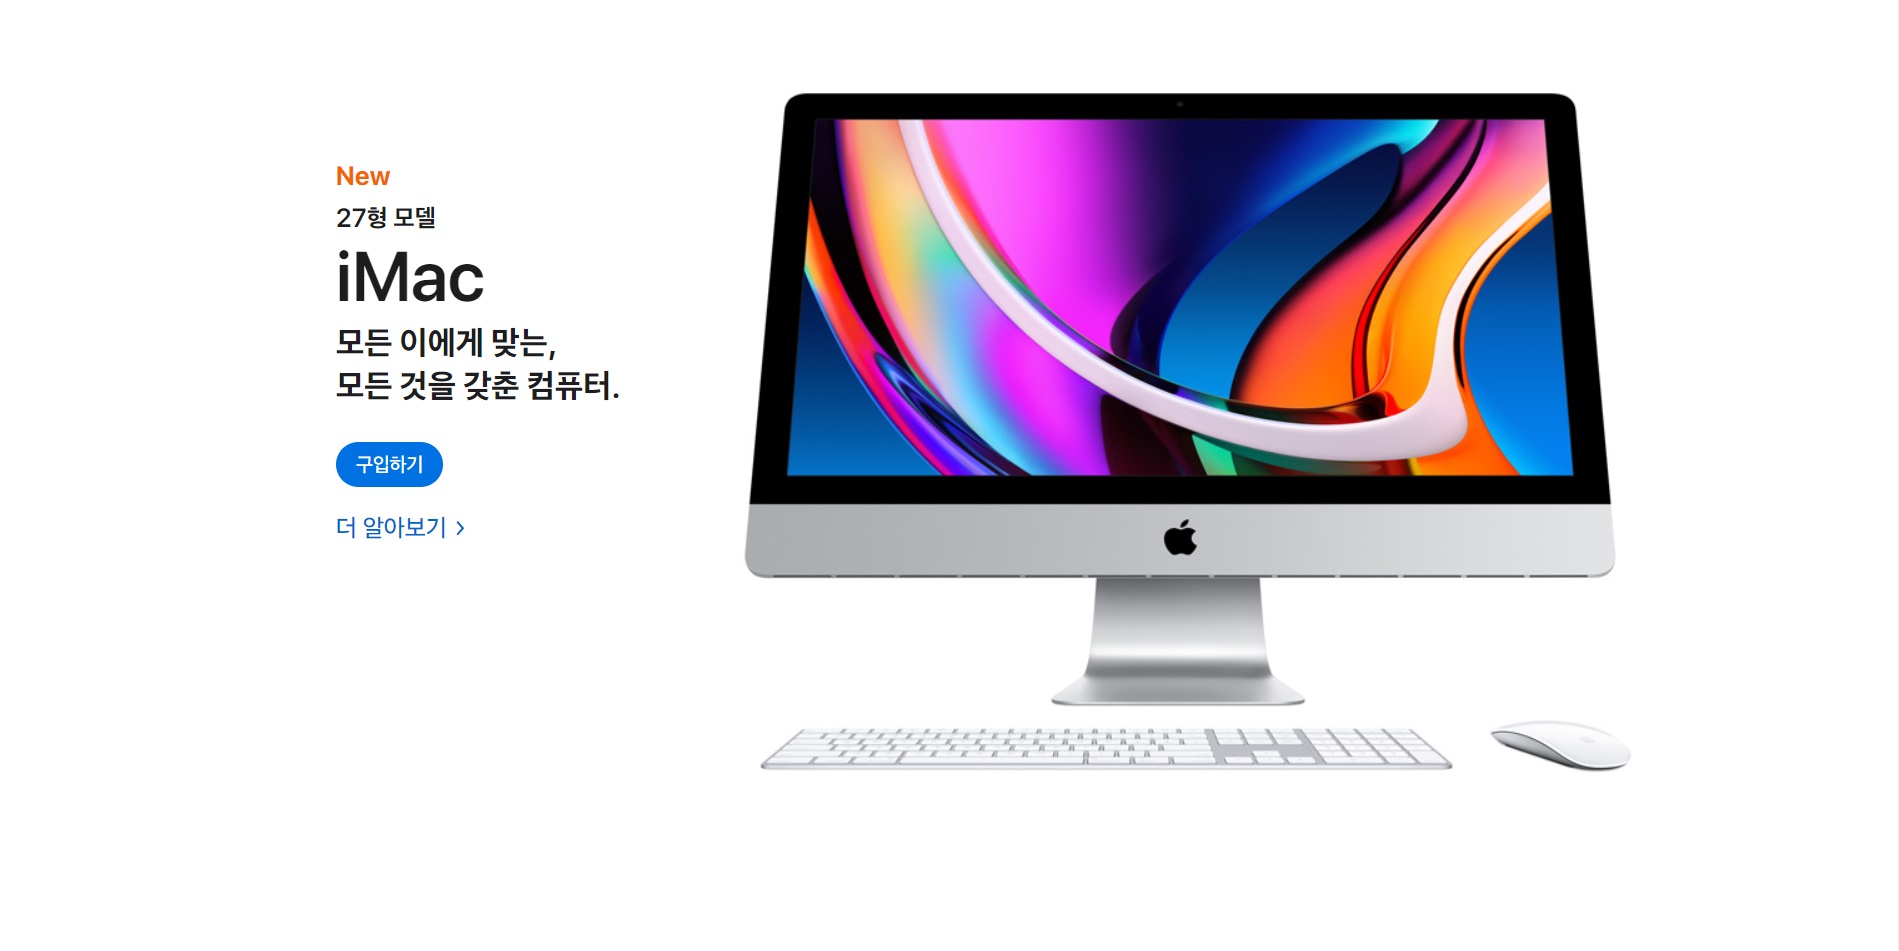 New
27형 모델
iMac
모든 이에게 맞는,
모든 것을 갖춘 컴퓨터.
구입하기
더 알아보기 >